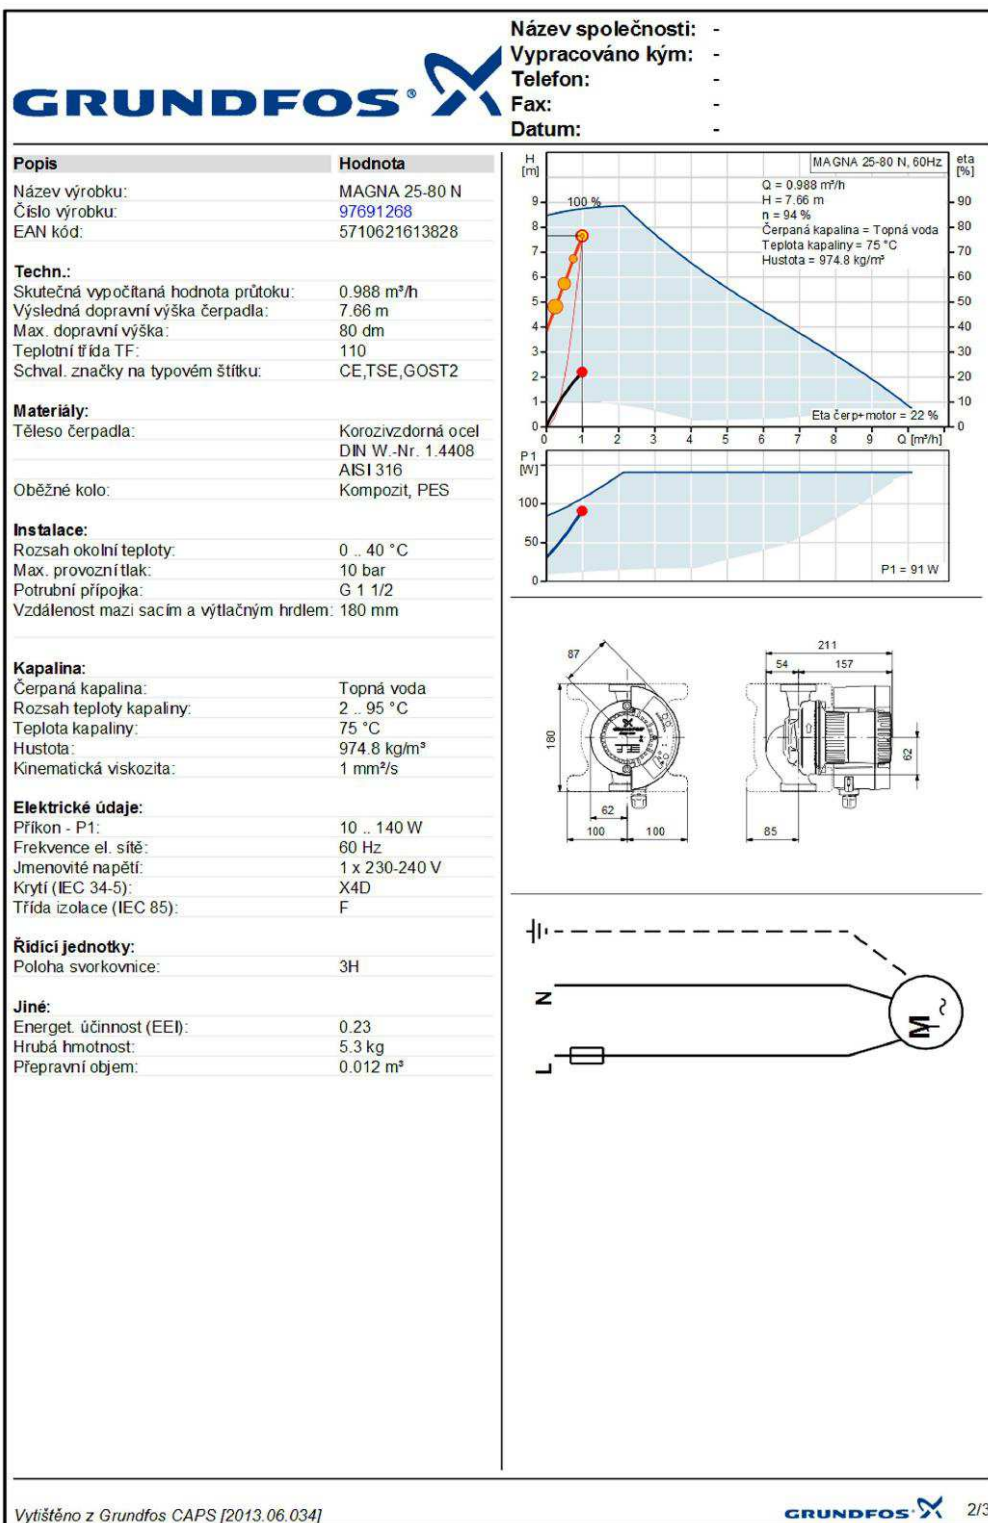 GRUNDFOS
Název společnosti: -
Vypracováno kým: -
Telefon: -
Fax: -
Datum: -
Popis Hodnota
Název výrobku: MAGNA 25-80 N
Číslo výrobku: 97691268
EAN kód: 5710621613828
Techn.:
Skutečná vypočítaná hodnota průtoku: 0.988 m³/h
Výsledná dopravní výška čerpadla: 7.66 m
Max. dopravní výška: 80 dm
Teplotní třída TF: 110
Schval. značky na typovém štítku: CE,TSE,GOST2
Materiály:
Těleso čerpadla: Korozivzdorná ocel
DIN W.-Nr. 1.4408
AISI 316
Oběžné kolo: Kompozit, PES
Instalace:
Rozsah okolní teploty: 0 .. 40 °C
Max. provozní tlak: 10 bar
Potrubní přípojka: G 1 1/2
Vzdálenost mazi sacím a výtlačným hrdlem: 180 mm
Kapalina:
Čerpaná kapalina: Topná voda
Rozsah teploty kapaliny: 2 .. 95 °C
Teplota kapaliny: 75 °C
Hustota: 974.8 kg/m³
Kinematická viskozita: 1 mm²/s
Elektrické údaje:
Příkon - P1: 10 .. 140 W
Frekvence el. sítě: 60 Hz
Jmenovité napětí: 1 x 230-240 V
Krytí (IEC 34-5): X4D
Třída izolace (IEC 85): F
Řídicí jednotky:
Poloha svorkovnice: 3H
Jiné:
Energet. účinnost (EEI): 0.23
Hrubá hmotnost: 5.3 kg
Přepravní objem: 0.012 m³
H
[m]
MAGNA 25-80 N, 60Hz
eta
[%]
Q = 0.988 m³/h
H = 7.66 m
n = 94 %
Čerpaná kapalina = Topná voda
Teplota kapaliny = 75 °C
Hustota = 974.8 kg/m³
100 %
9 90
8 80
7 70
6 60
5 50
4 40
3 30
2 20
1 10
0 0
Eta čerp+motor = 22 %
0 1 2 3 4 5 6 7 8 9 Q [m³/h]
P1
[W]
100
50
0
P1 = 91 W
87
180
62
100 100
211
54 157
62
85
N
L
M
~
Vytištěno z Grundfos CAPS [2013.06.034]
GRUNDFOS
2/3